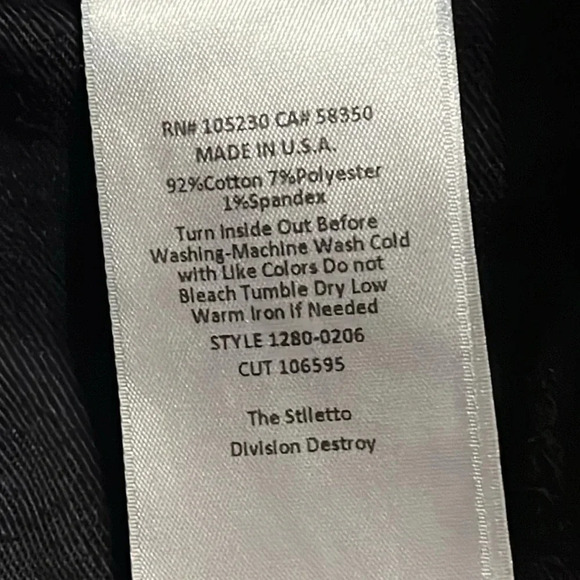 RN# 105230 CA# 58350
MADE IN U.S.A.
92%Cotton 7%Polyester
1%Spandex
Turn Inside Out Before
Washing-Machine Wash Cold
with Like Colors Do not
Bleach Tumble Dry Low
Warm Iron if Needed
STYLE 1280-0206
CUT 106595
The Stiletto
Division Destroy